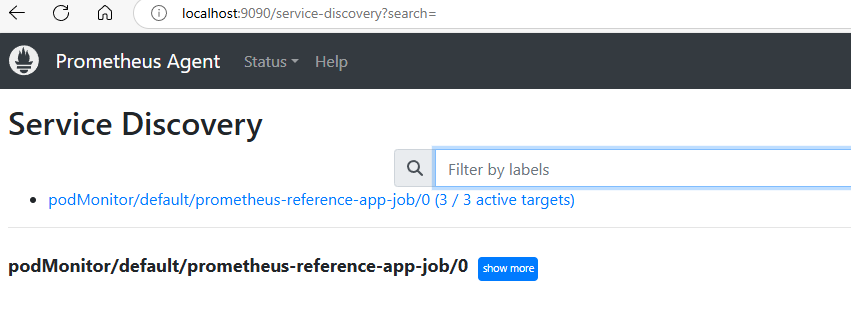 localhost:9090/service-discovery?search=
Prometheus Agent Status Help
Service Discovery
Filter by labels
podMonitor/default/prometheus-reference-app-job/0 (3 / 3 active targets)
podMonitor/default/prometheus-reference-app-job/0 show more